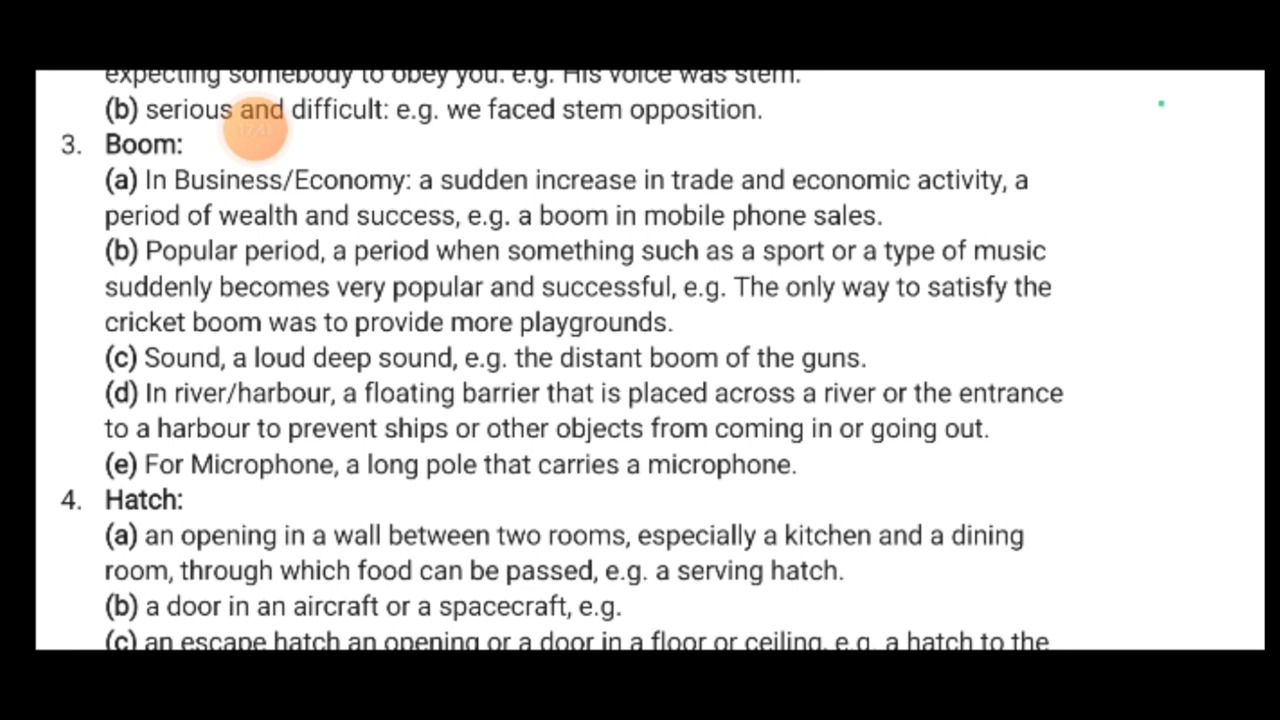 expecting somebody to obey you. e.g. His voice was stem.
(b) serious and difficult: e.g. we faced stem opposition.
3. Boom:
(a) In Business/Economy: a sudden increase in trade and economic activity, a
period of wealth and success, e.g. a boom in mobile phone sales.
(b) Popular period, a period when something such as a sport or a type of music
suddenly becomes very popular and successful, e.g. The only way to satisfy the
cricket boom was to provide more playgrounds.
(c) Sound, a loud deep sound, e.g. the distant boom of the guns.
(d) In river/harbour, a floating barrier that is placed across a river or the entrance
to a harbour to prevent ships or other objects from coming in or going out.
(e) For Microphone, a long pole that carries a microphone.
4. Hatch:
(a) an opening in a wall between two rooms, especially a kitchen and a dining
room, through which food can be passed, e.g. a serving hatch.
(b) a door in an aircraft or a spacecraft, e.g.
(c) an escape hatch an opening or a door in a floor or ceiling, e.g. a hatch to the